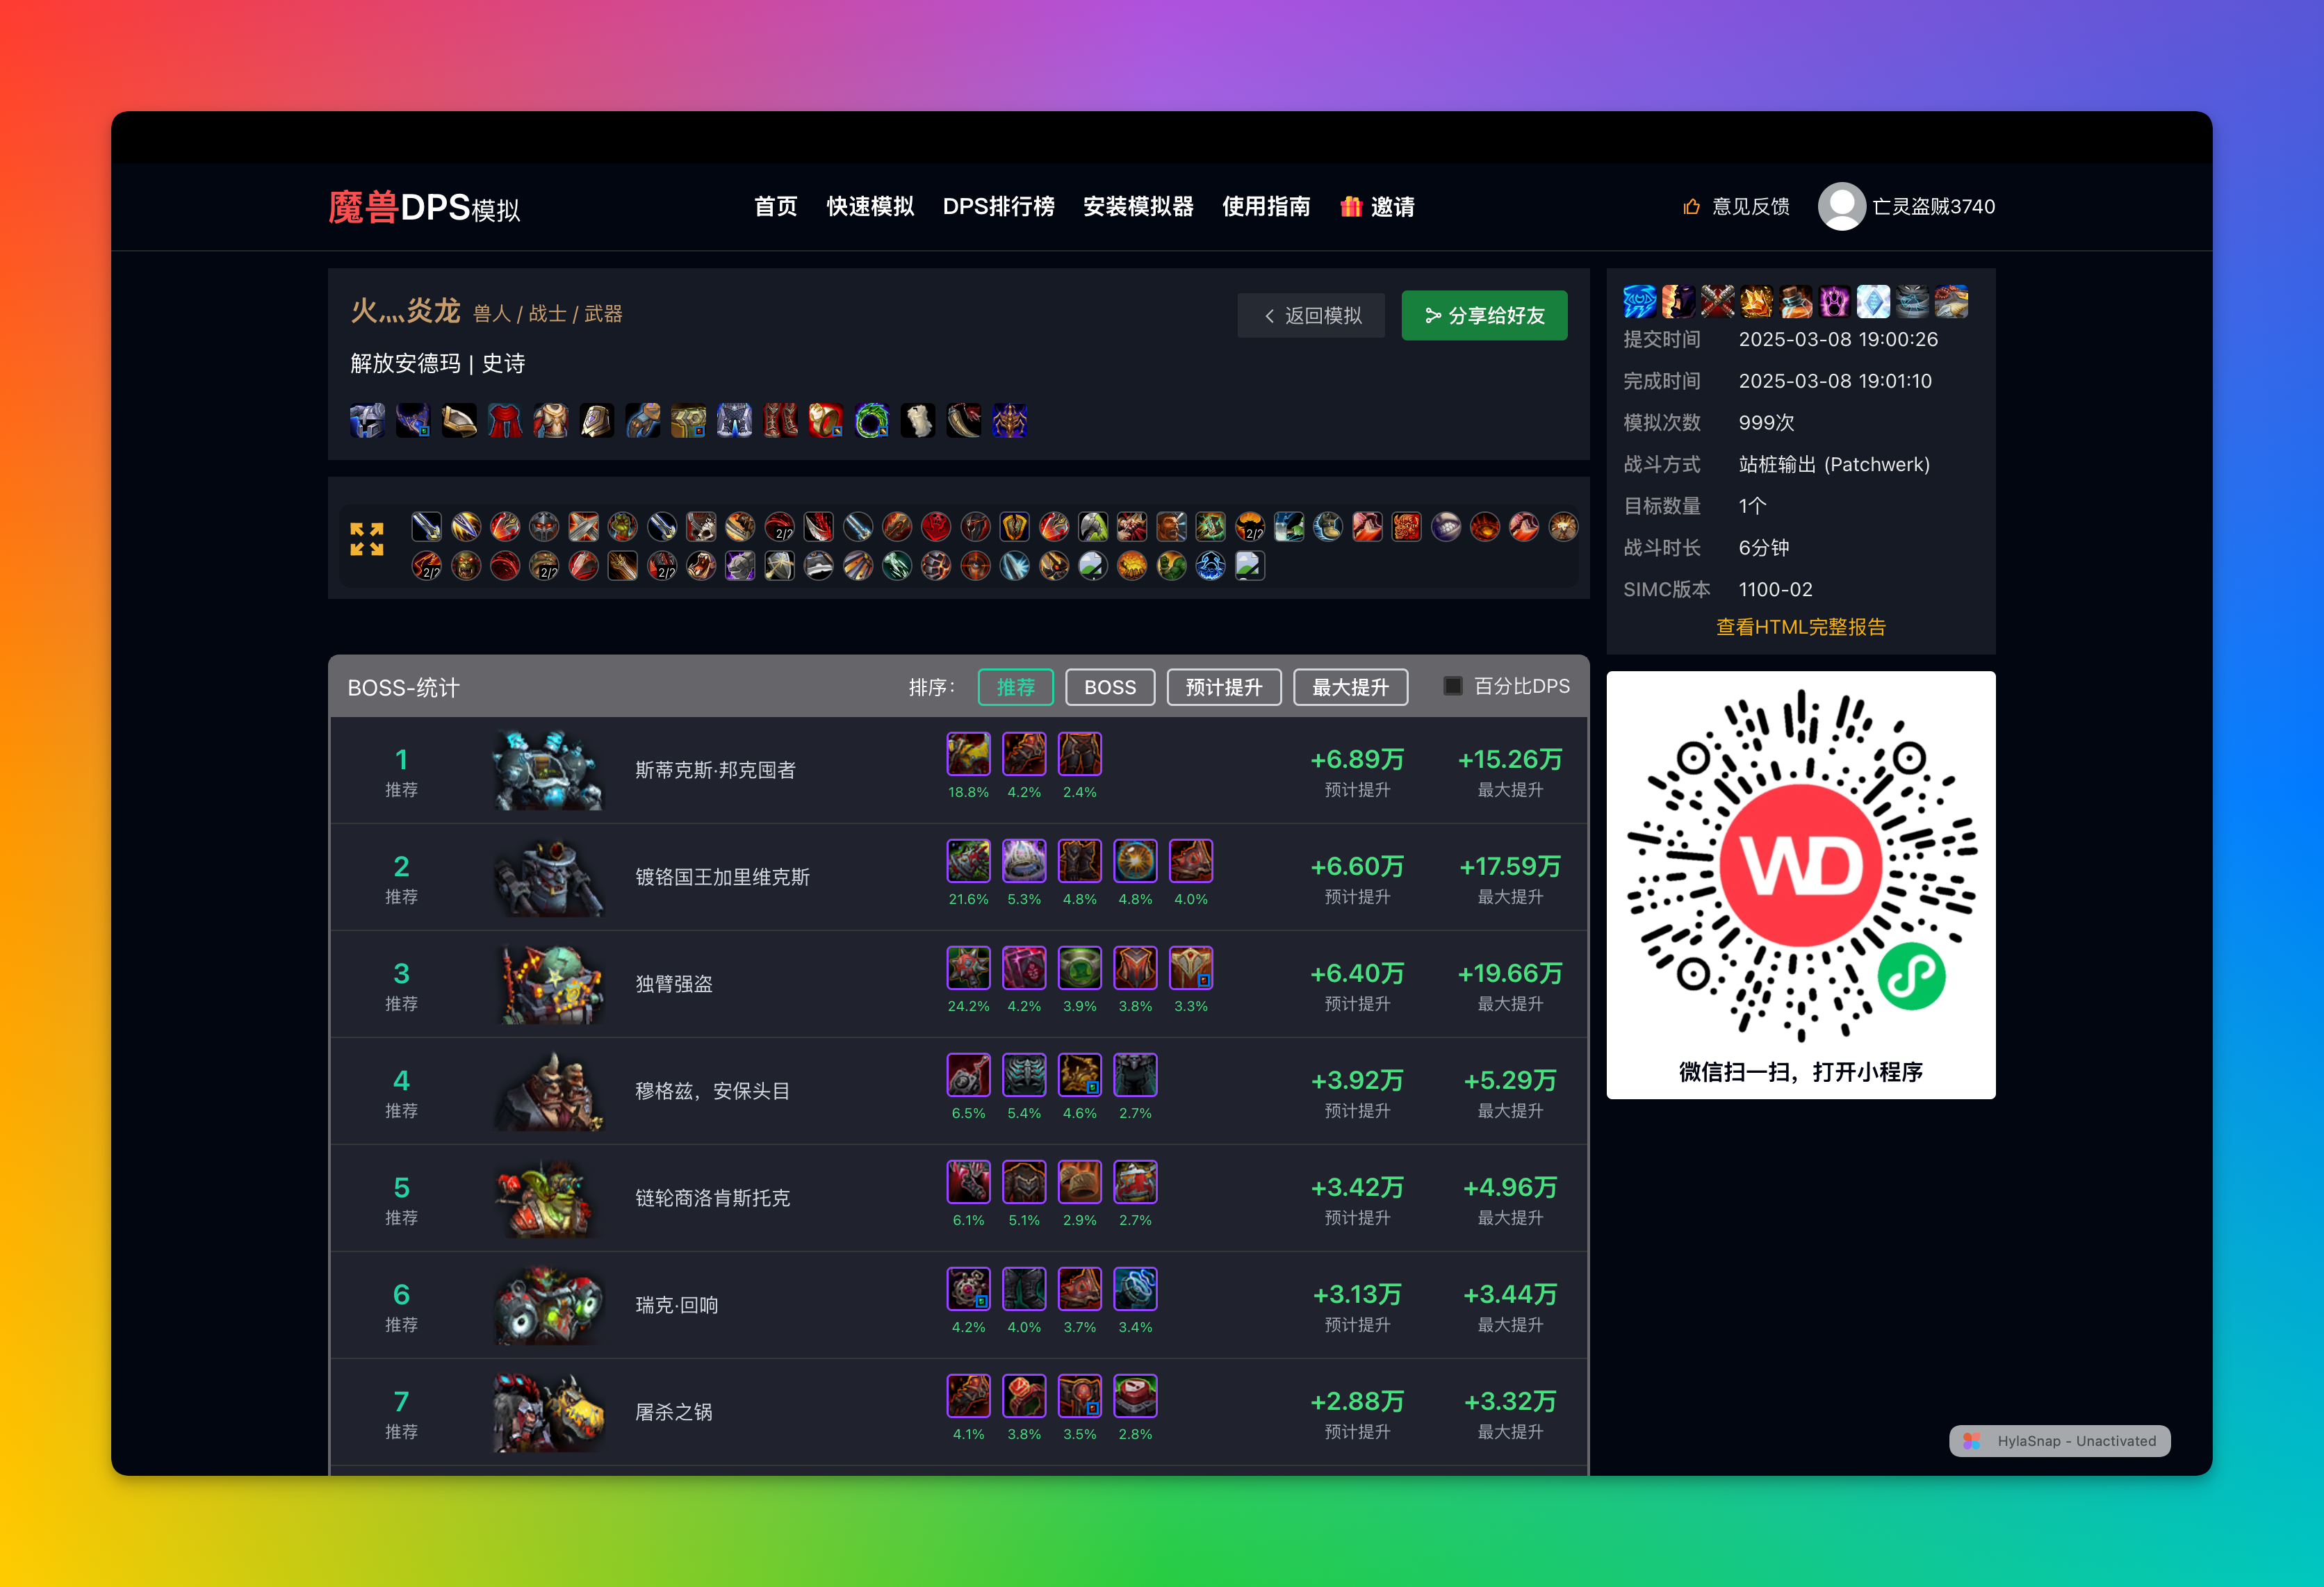 魔兽DPS模拟
首页 快速模拟 DPS排行榜 安装模拟器 使用指南 邀请
意见反馈 亡灵盗贼3740
火灬炎龙 兽人 / 战士 / 武器
返回模拟 分享给好友
解放安德玛 | 史诗
2/2 2/2
2/2 2/2 2/2
提交时间 2025-03-08 19:00:26
完成时间 2025-03-08 19:01:10
模拟次数 999次
战斗方式 站桩输出 (Patchwerk)
目标数量 1个
战斗时长 6分钟
SIMC版本 1100-02
查看HTML完整报告
WD
微信扫一扫，打开小程序
BOSS-统计 排序： 推荐 BOSS 预计提升 最大提升 百分比DPS
1 斯蒂克斯·邦克囤者 +6.89万 +15.26万
推荐 18.8% 4.2% 2.4% 预计提升 最大提升
2 镀铬国王加里维克斯 +6.60万 +17.59万
推荐 21.6% 5.3% 4.8% 4.8% 4.0% 预计提升 最大提升
3 独臂强盗 +6.40万 +19.66万
推荐 24.2% 4.2% 3.9% 3.8% 3.3% 预计提升 最大提升
4 穆格兹，安保头目 +3.92万 +5.29万
推荐 6.5% 5.4% 4.6% 2.7% 预计提升 最大提升
5 链轮商洛肯斯托克 +3.42万 +4.96万
推荐 6.1% 5.1% 2.9% 2.7% 预计提升 最大提升
6 瑞克·回响 +3.13万 +3.44万
推荐 4.2% 4.0% 3.7% 3.4% 预计提升 最大提升
7 屠杀之锅 +2.88万 +3.32万
推荐 4.1% 3.8% 3.5% 2.8% 预计提升 最大提升
HylaSnap - Unactivated